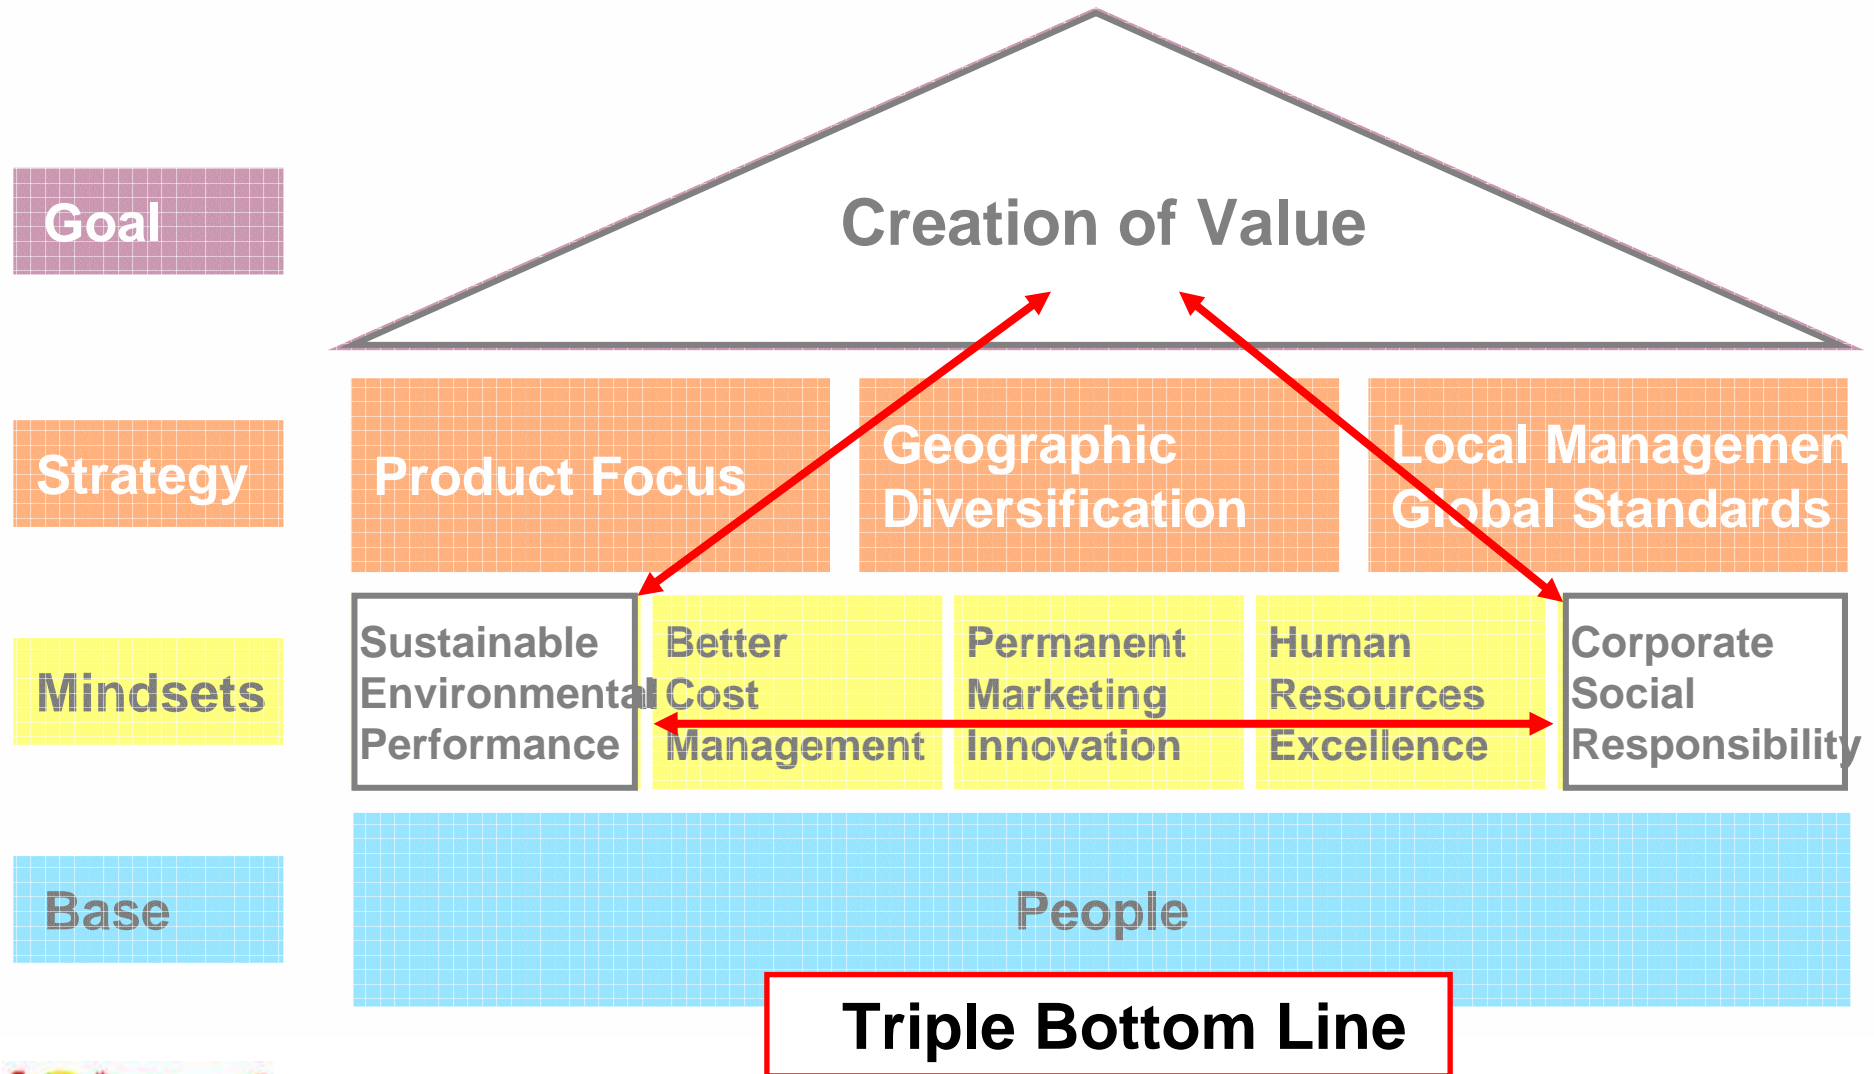 Goal
Creation of Value
Strategy
Product Focus
Geographic
Diversification
Local Managemen
Global Standards
Mindsets
Sustainable
Environmental
Performance
Better
Cost
Management
Permanent
Marketing
Innovation
Human
Resources
Excellence
Corporate
Social
Responsibility
Base
People
Triple Bottom Line